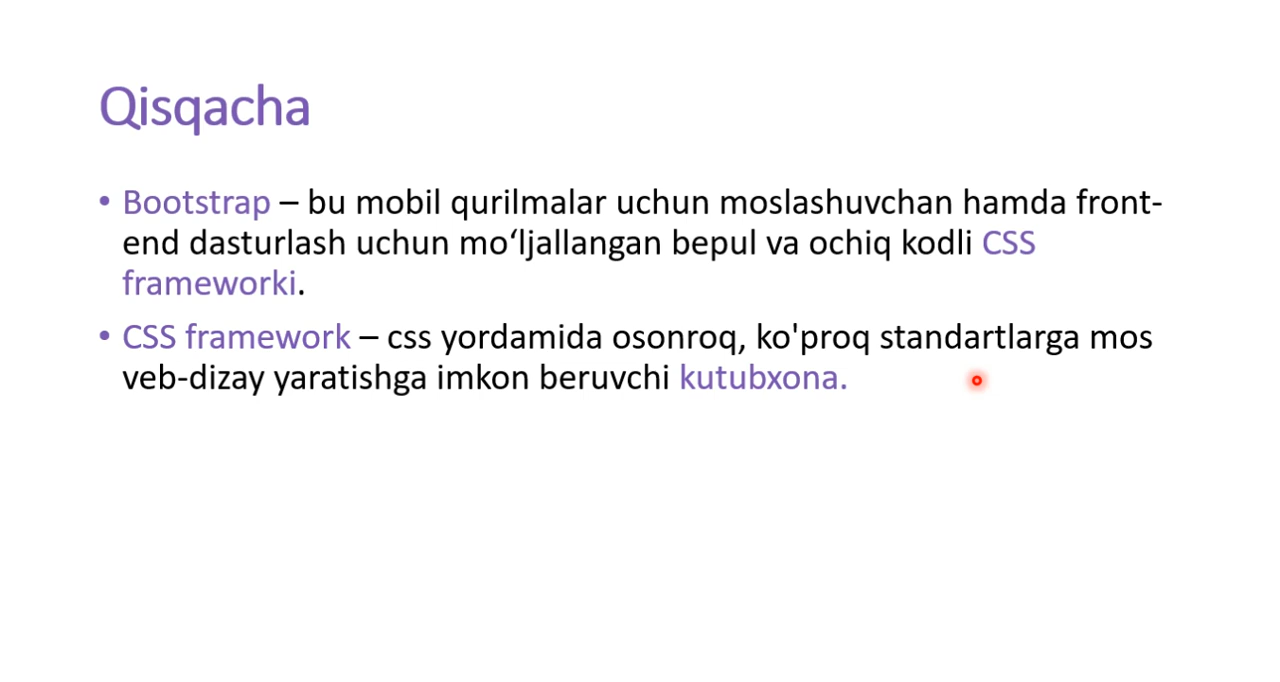 Qisqacha
• Bootstrap – bu mobil qurilmalar uchun moslashuvchan hamda front-
end dasturlash uchun mo‘ljallangan bepul va ochiq kodli CSS
frameworki.
• CSS framework – css yordamida osonroq, ko'proq standartlarga mos
veb-dizay yaratishga imkon beruvchi kutubxona.